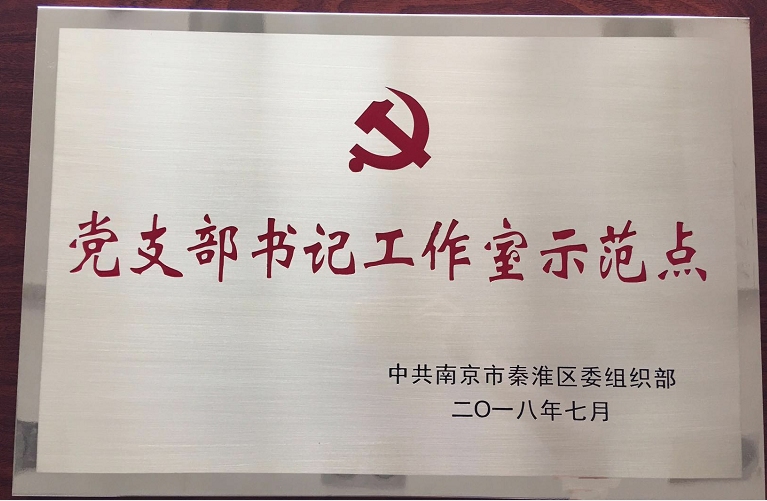 党支部书记工作室示范点
中共南京市秦淮区委组织部
二〇一八年七月